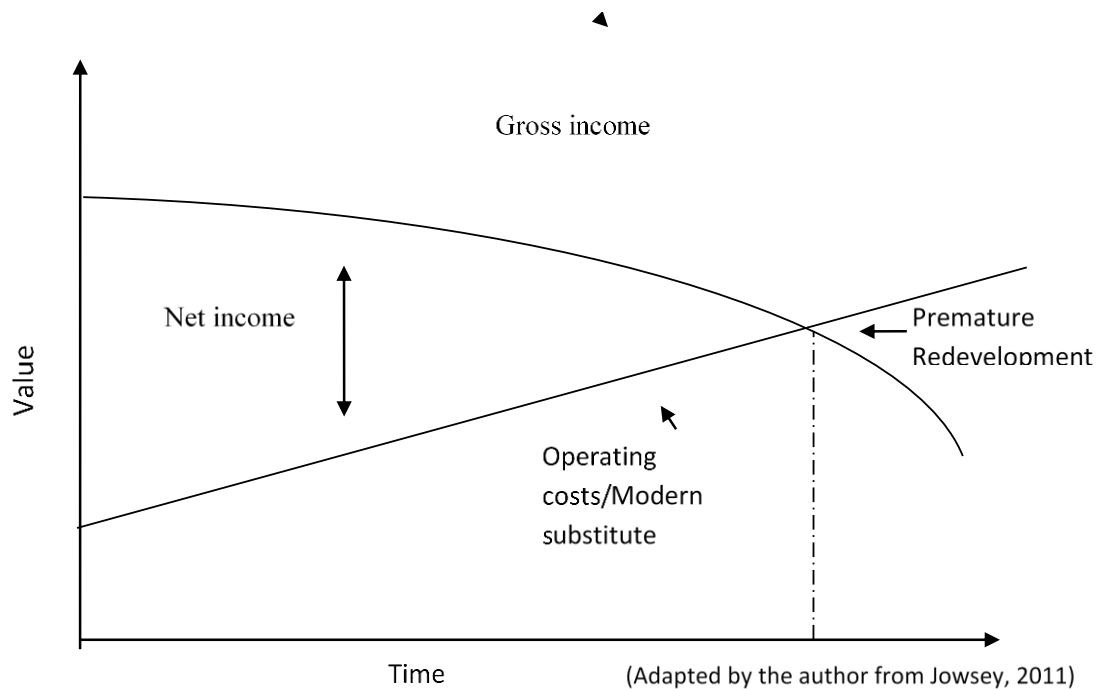 Gross income
Net income
Premature
Redevelopment
Value
Operating
costs/Modern
substitute
Time
(Adapted by the author from Jowsey, 2011)